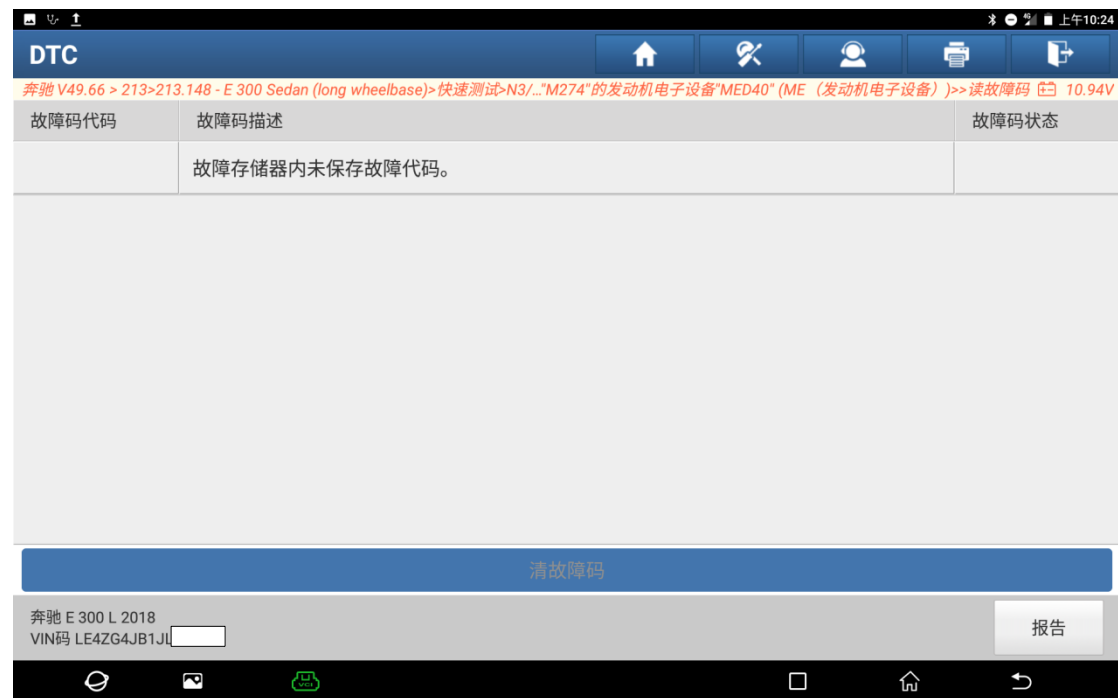 上午10:24
DTC
奔驰 V49.66 > 213>213.148 - E 300 Sedan (long wheelbase)>快速测试>N3/..."M274"的发动机电子设备"MED40" (ME（发动机电子设备）)>>读故障码 10.94V
故障码代码 故障码描述 故障码状态
故障存储器内未保存故障代码。
清故障码
奔驰 E 300 L 2018
VIN码 LE4ZG4JB1JL
报告
VCI